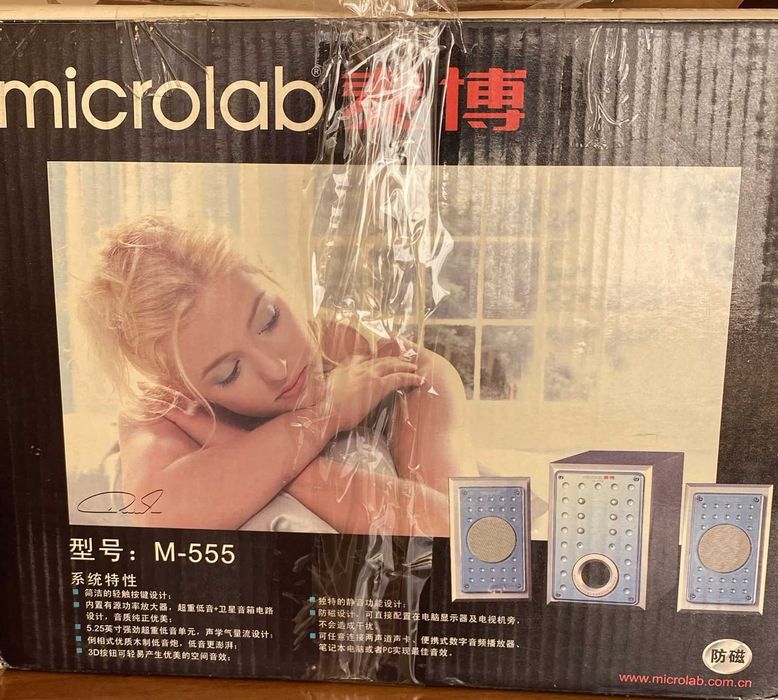 microlab® 麦博
型号：M-555
系统特性
简洁的轻触按键设计；
内置有源功率放大器，超重低音+卫星音箱电路
设计，音质纯正优美；
5.25英寸强劲超重低音单元，声学气量流设计；
倒相式优质木制低音炮，低音更澎湃；
3D按钮可轻易产生优美的空间音效；
独特的静音功能设计；
防磁设计，可直接配置在电脑显示器及电视机旁，
不会造成干扰。
可任意连接两声道声卡、便携式数字音频播放器、
笔记本电脑或者PC实现最佳音效。
防磁
www.microlab.com.cn